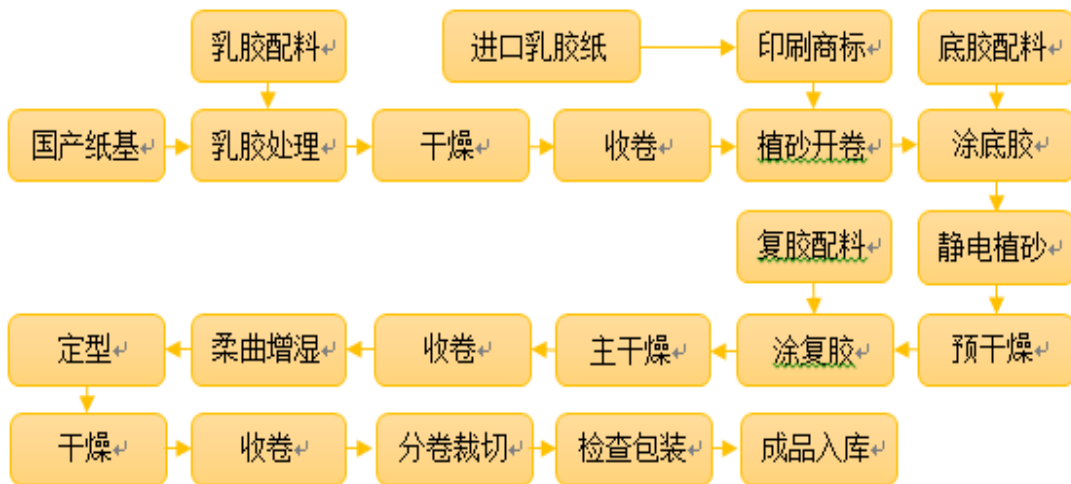 乳胶配料
进口乳胶纸
印刷商标
底胶配料
国产纸基
乳胶处理
干燥
收卷
植砂开卷
涂底胶
复胶配料
静电植砂
定型
柔曲增湿
收卷
主干燥
涂复胶
预干燥
干燥
收卷
分卷裁切
检查包装
成品入库